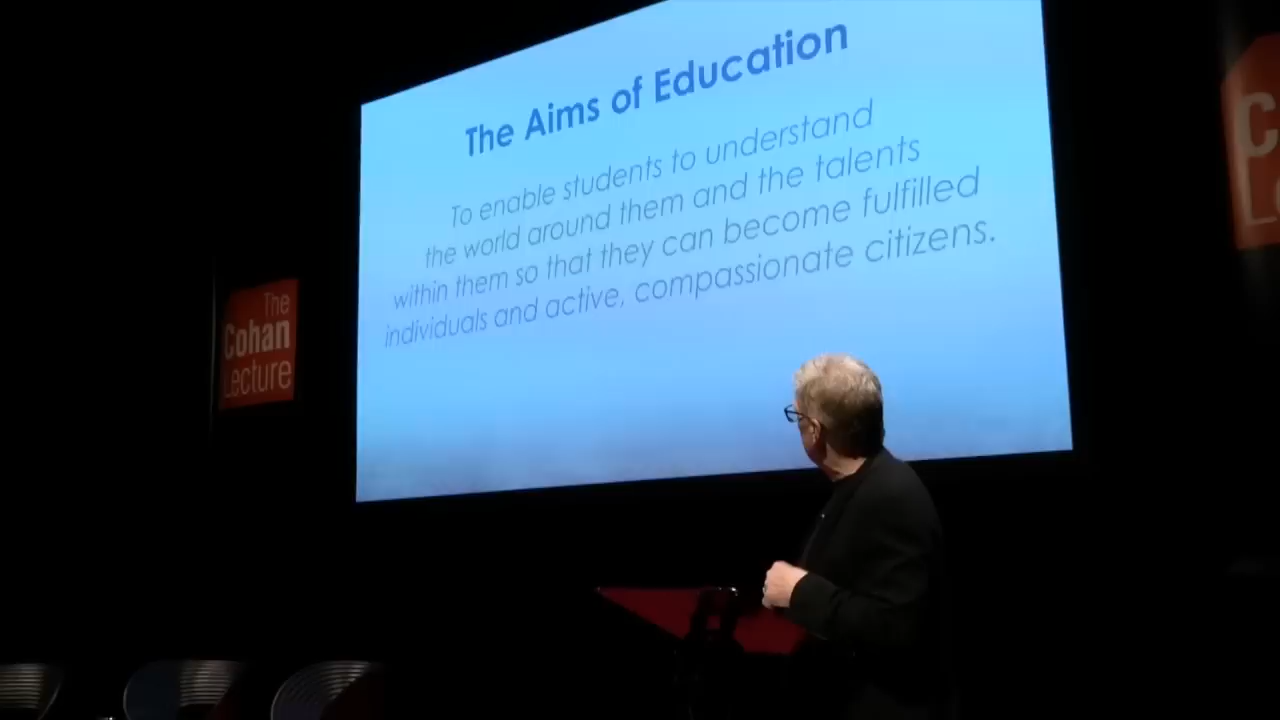 The Aims of Education
To enable students to understand
the world around them and the talents
within them so that they can become fulfilled
individuals and active, compassionate citizens.
The
Cohan
Lecture